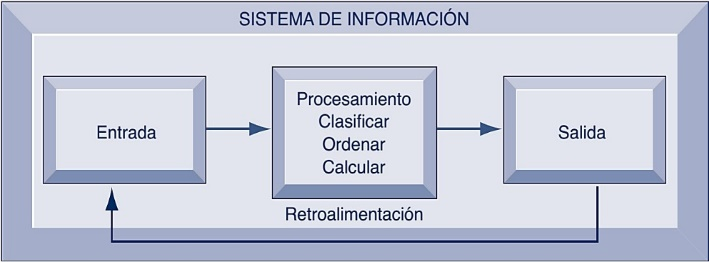 SISTEMA DE INFORMACIÓN
Entrada
Procesamiento
Clasificar
Ordenar
Calcular
Salida
Retroalimentación